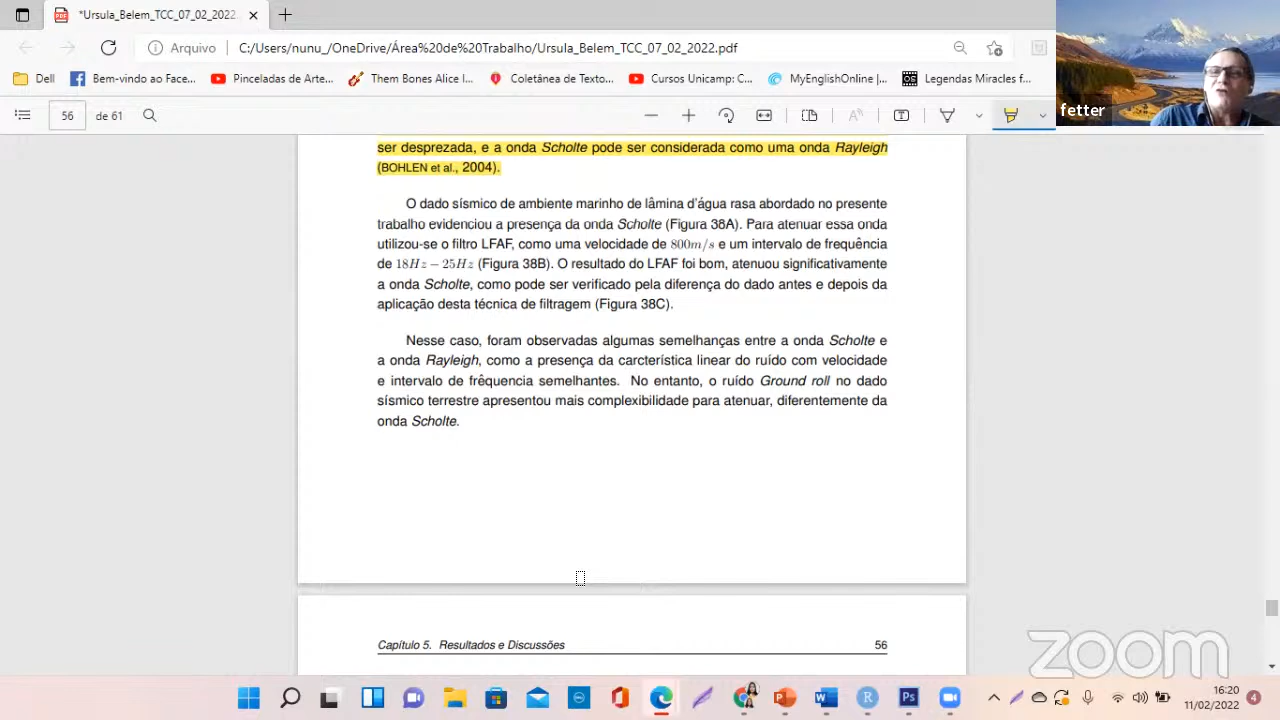 *Ursula_Belem_TCC_07_02_2022.
Arquivo
C:/Users/nunu_/OneDrive/Área%20de%20Trabalho/Ursula_Belem_TCC_07_02_2022.pdf
Dell
Bem-vindo ao Face...
Pinceladas de Arte...
Them Bones Alice I...
Coletânea de Texto...
Cursos Unicamp: C...
MyEnglishOnline |...
Legendas Miracles f...
56
de 61
fetter
ser desprezada, e a onda Scholte pode ser considerada como uma onda Rayleigh
(BOHLEN et al., 2004).
O dado sísmico de ambiente marinho de lâmina d'água rasa abordado no presente
trabalho evidenciou a presença da onda Scholte (Figura 38A). Para atenuar essa onda
utilizou-se o filtro LFAF, como uma velocidade de 800m/s e um intervalo de frequência
de 18Hz − 25Hz (Figura 38B). O resultado do LFAF foi bom, atenuou significativamente
a onda Scholte, como pode ser verificado pela diferença do dado antes e depois da
aplicação desta técnica de filtragem (Figura 38C).
Nesse caso, foram observadas algumas semelhanças entre a onda Scholte e
a onda Rayleigh, como a presença da carcterística linear do ruído com velocidade
e intervalo de frêquencia semelhantes. No entanto, o ruído Ground roll no dado
sísmico terrestre apresentou mais complexibilidade para atenuar, diferentemente da
onda Scholte.
Capítulo 5. Resultados e Discussões
56
zoom
16:20
11/02/2022
4